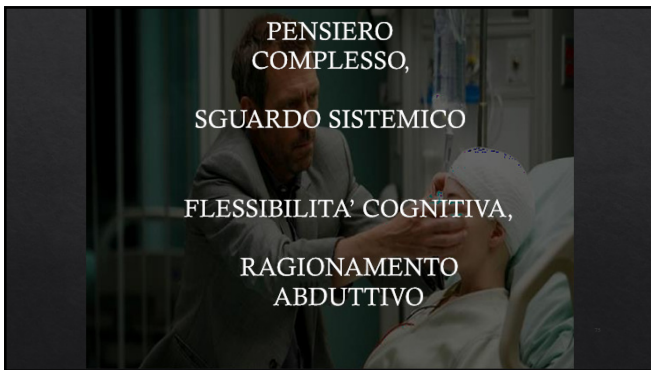 PENSIERO
COMPLESSO,
SGUARDO SISTEMICO
FLESSIBILITA' COGNITIVA,
RAGIONAMENTO
ABDUTTIVO